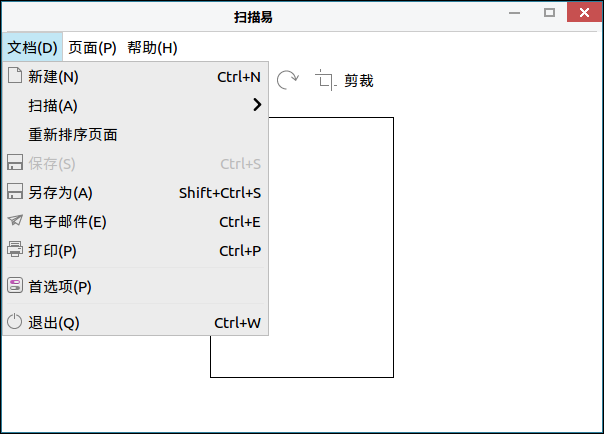 扫描易
文档(D) 页面(P) 帮助(H)
新建(N) Ctrl+N
剪裁
扫描(A)
重新排序页面
保存(S) Ctrl+S
另存为(A) Shift+Ctrl+S
电子邮件(E) Ctrl+E
打印(P) Ctrl+P
首选项(P)
退出(Q) Ctrl+W